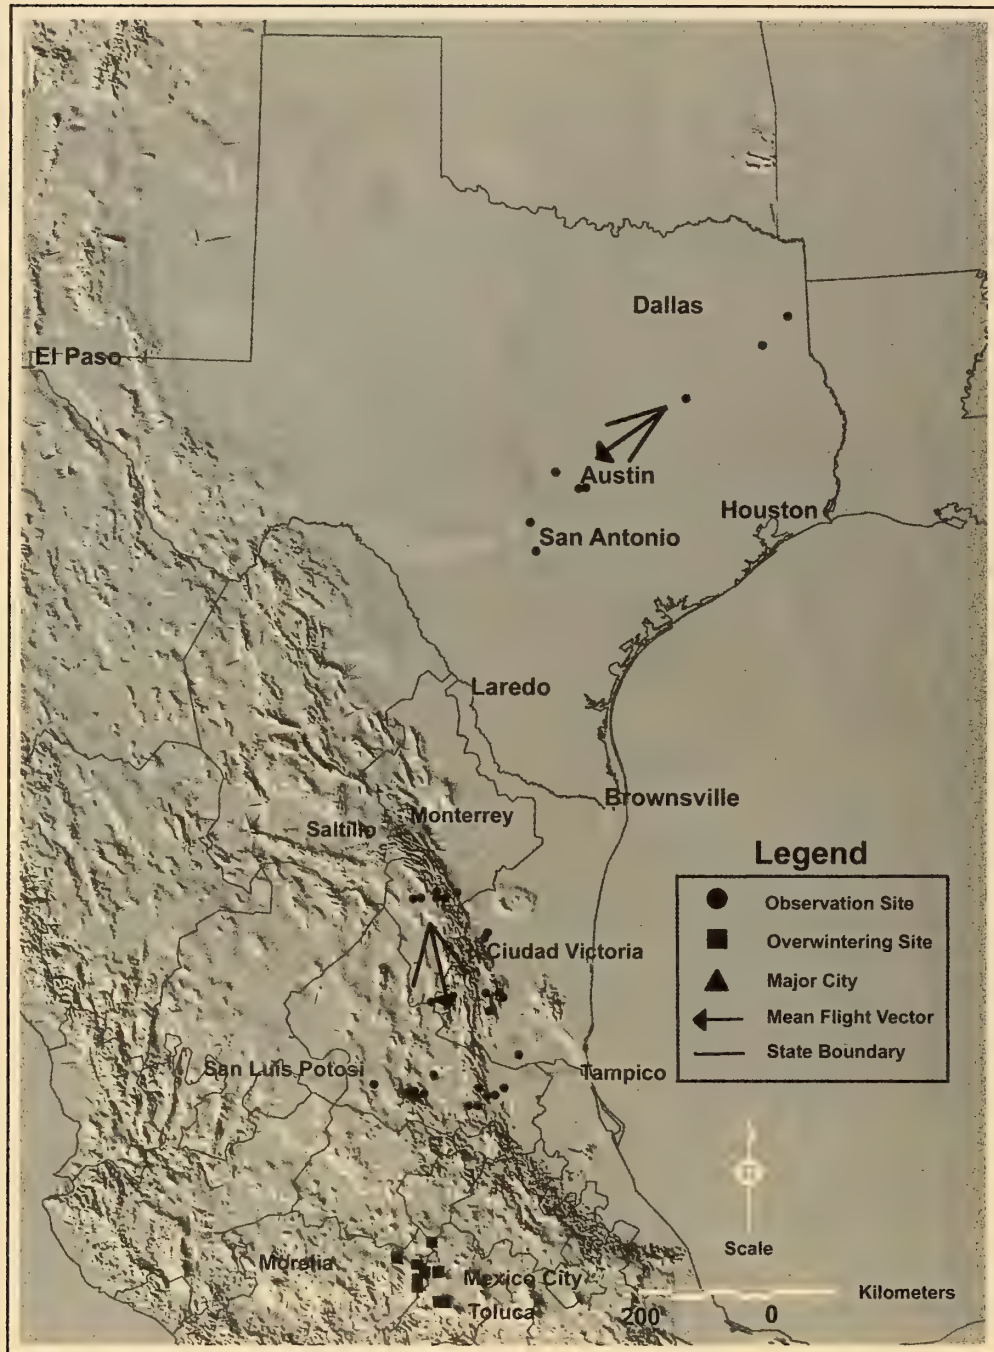 Dallas
El Paso
Austin
Houston
San Antonio
Laredo
Brownsville
Monterrey
Saltillo
Legend
Observation Site
Overwintering Site
Major City
Mean Flight Vector
State Boundary
Ciudad Victoria
San Luis Potosi
Tampico
Scale
Morelia
Mexico City
Toluca
200
0
Kilometers